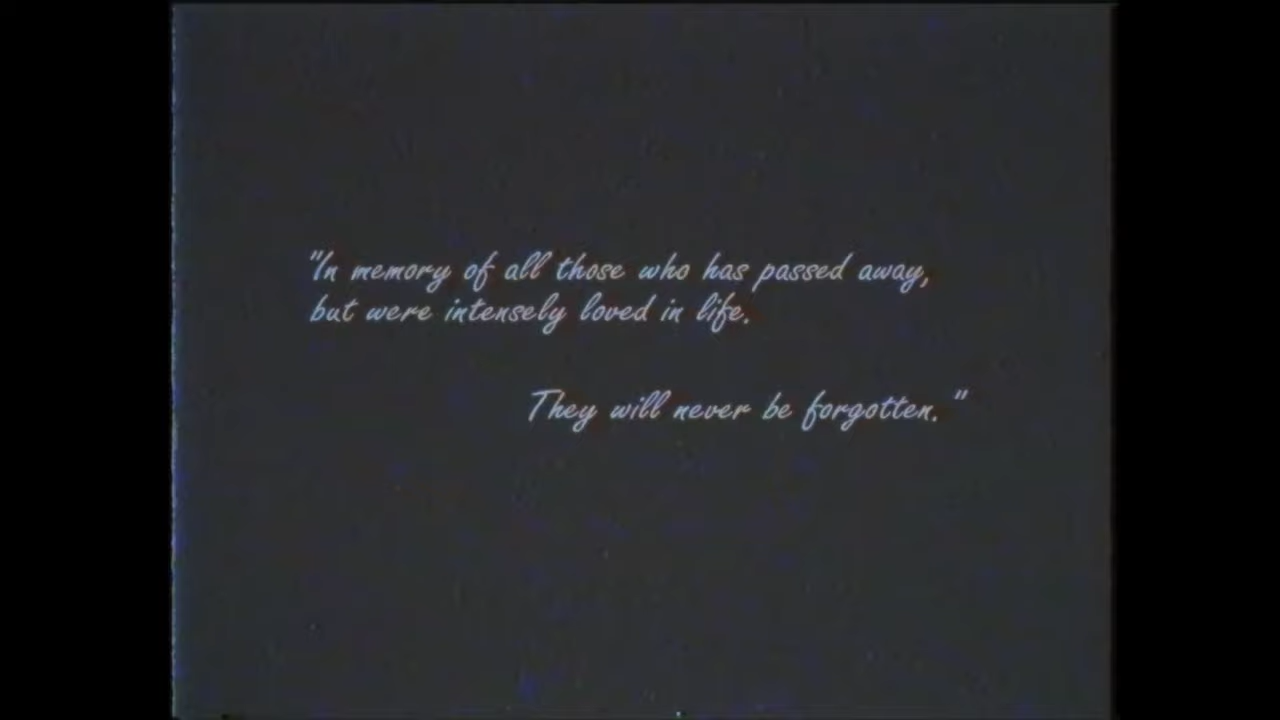 "In memory of all those who has passed away,
but were intensely loved in life.
They will never be forgotten."